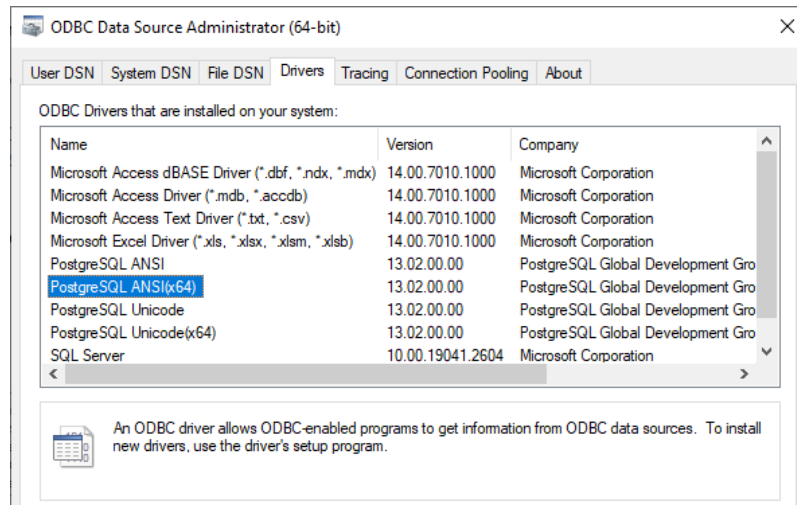 ODBC Data Source Administrator (64-bit)
User DSN System DSN File DSN Drivers Tracing Connection Pooling About
ODBC Drivers that are installed on your system:
Name Version Company
Microsoft Access dBASE Driver (*.dbf, *.ndx, *.mdx) 14.00.7010.1000 Microsoft Corporation
Microsoft Access Driver (*.mdb, *.accdb) 14.00.7010.1000 Microsoft Corporation
Microsoft Access Text Driver (*.txt, *.csv) 14.00.7010.1000 Microsoft Corporation
Microsoft Excel Driver (*.xls, *.xlsx, *.xlsm, *.xlsb) 14.00.7010.1000 Microsoft Corporation
PostgreSQL ANSI 13.02.00.00 PostgreSQL Global Development Gro
PostgreSQL ANSI(x64) 13.02.00.00 PostgreSQL Global Development Gro
PostgreSQL Unicode 13.02.00.00 PostgreSQL Global Development Gro
PostgreSQL Unicode(x64) 13.02.00.00 PostgreSQL Global Development Gro
SQL Server 10.00.19041.2604 Microsoft Corporation
An ODBC driver allows ODBC-enabled programs to get information from ODBC data sources. To install
new drivers, use the driver's setup program.